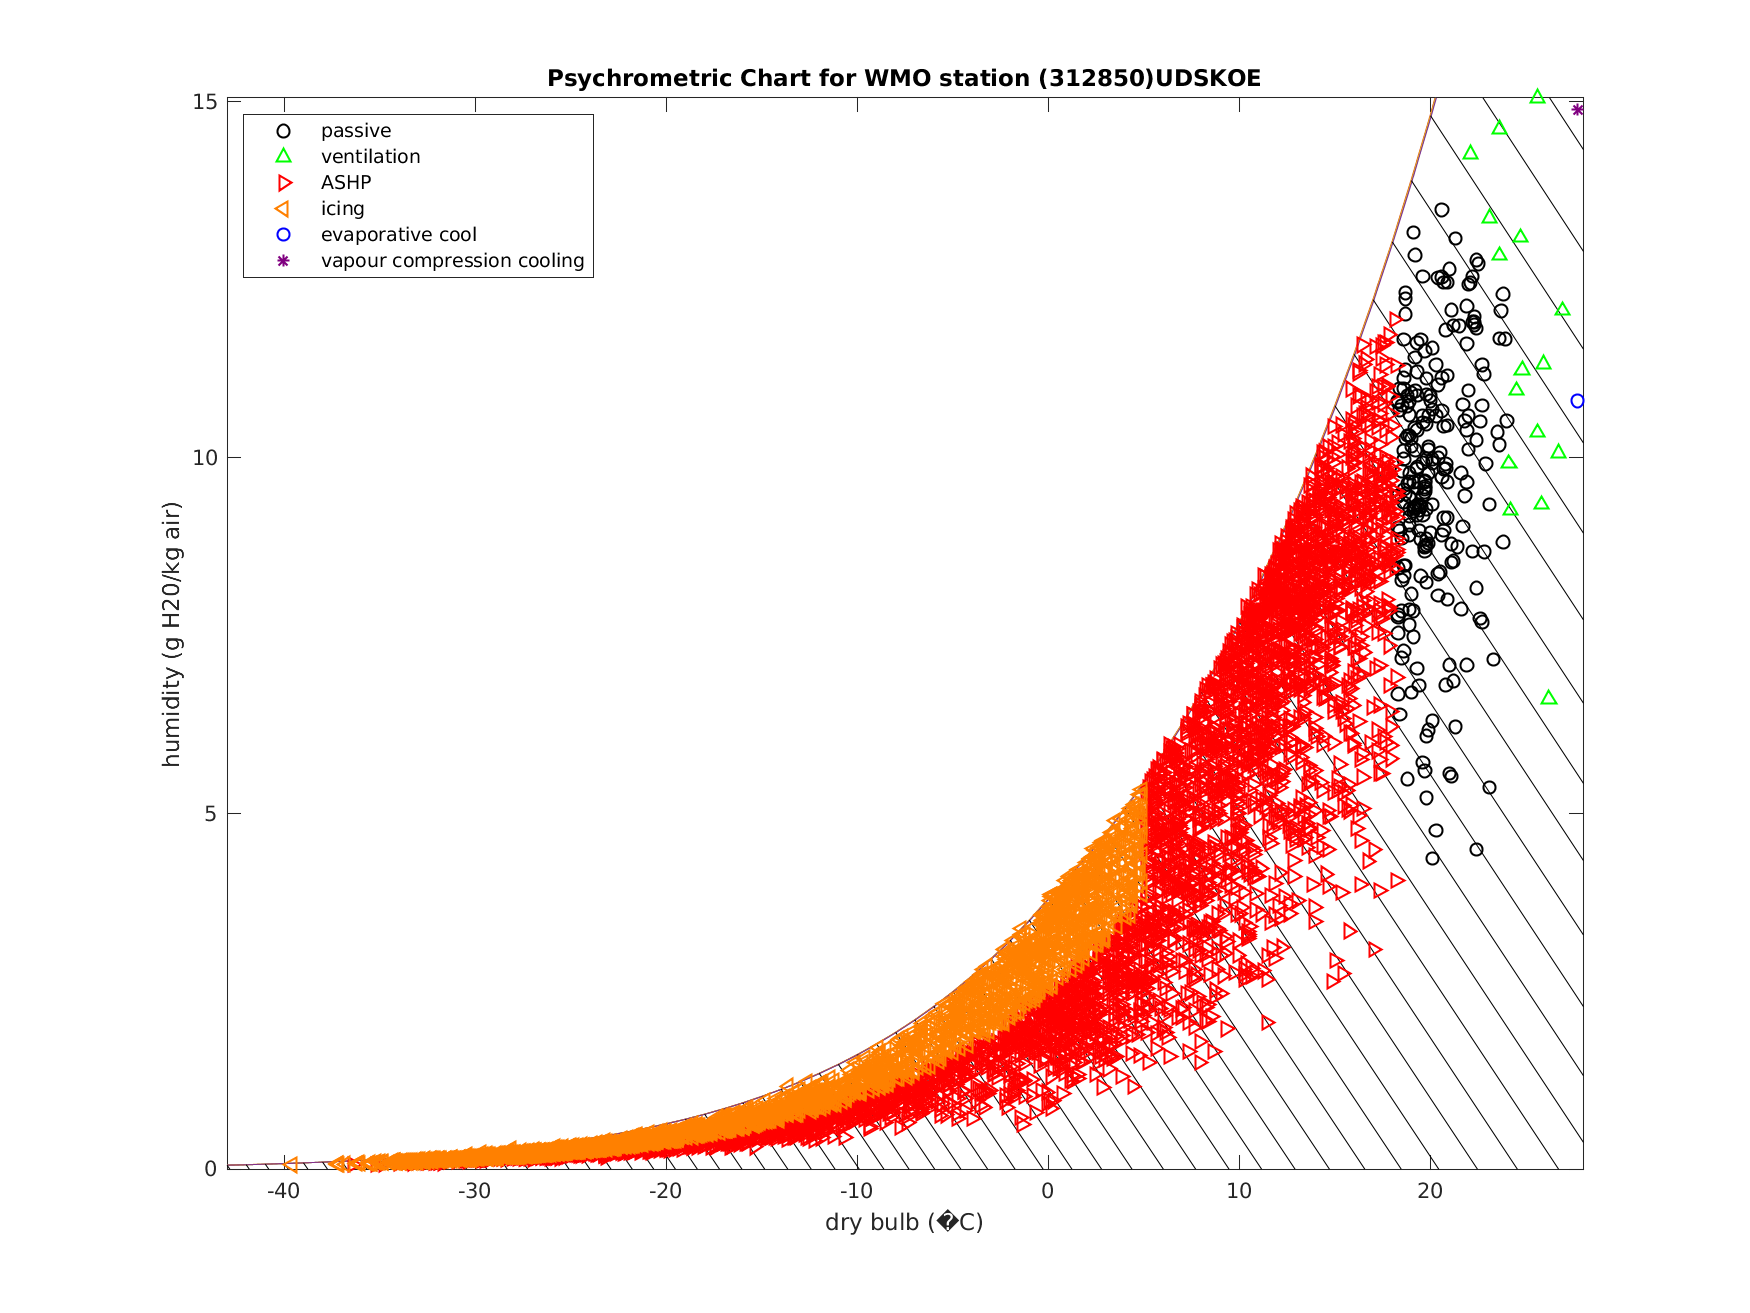 Psychrometric Chart for WMO station (312850)UDSKOE
passive
ventilation
ASHP
icing
evaporative cool
vapour compression cooling
15
10
5
0
humidity (g H20/kg air)
-40 -30 -20 -10 0 10 20
dry bulb (�C)